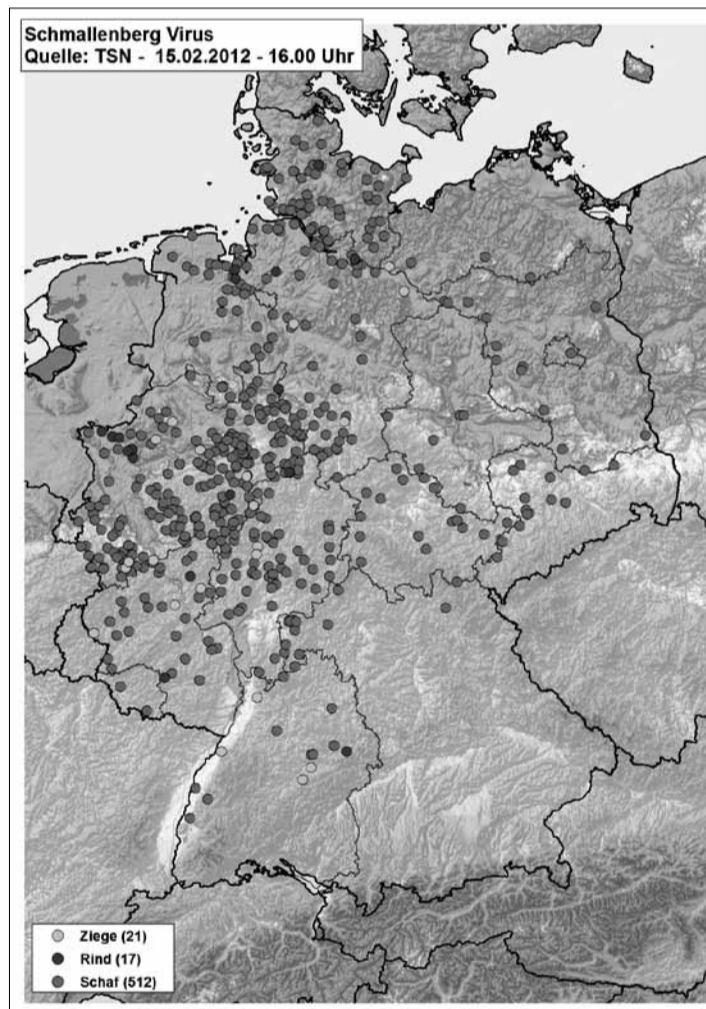 Schmallenberg Virus
Quelle: TSN - 15.02.2012 - 16.00 Uhr
Ziege (21)
Rind (17)
Schaf (512)